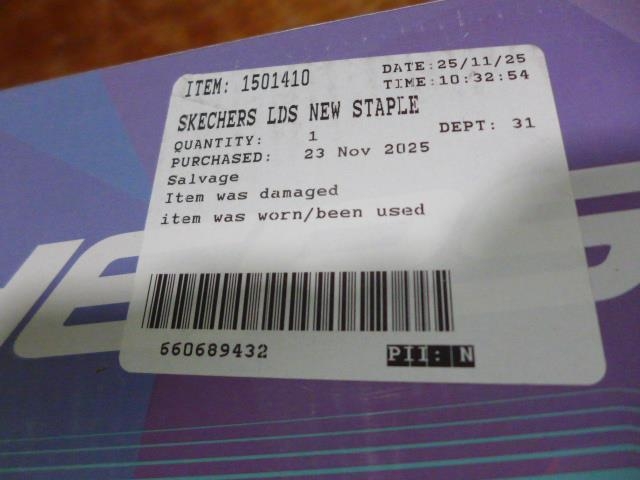 ITEM: 1501410 DATE:25/11/25
TIME:10:32:54
SKECHERS LDS NEW STAPLE
QUANTITY: 1 DEPT: 31
PURCHASED: 23 Nov 2025
Salvage
Item was damaged
item was worn/been used
660689432 PII: N